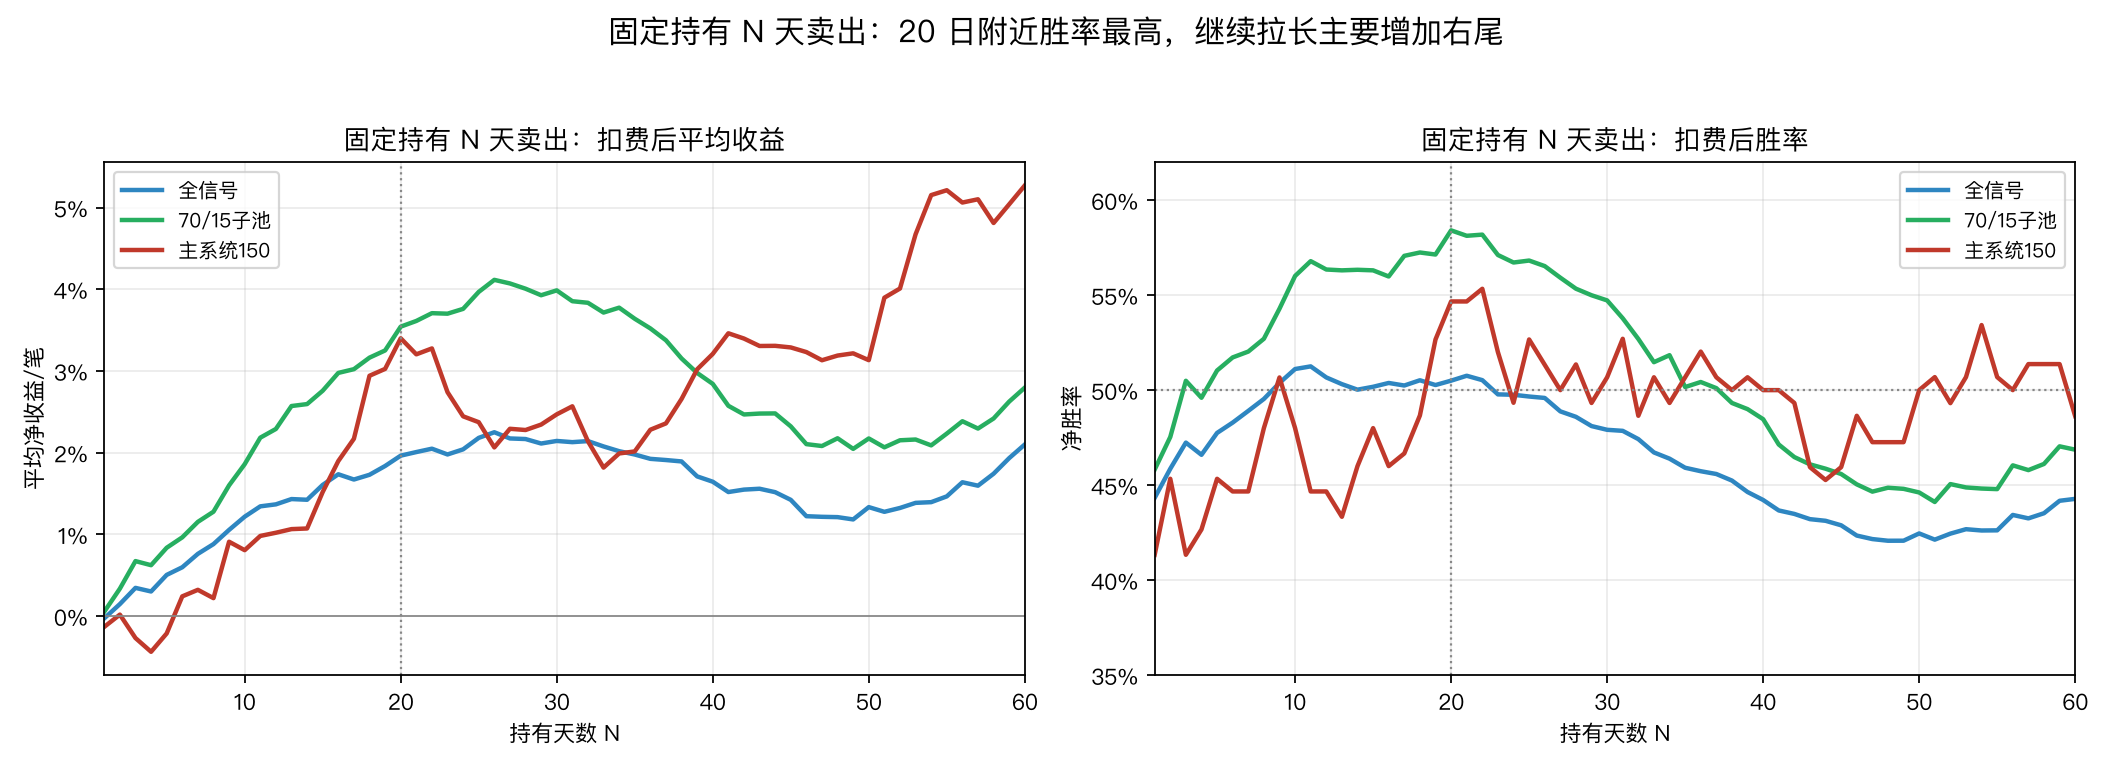 固定持有 N 天卖出：20 日附近胜率最高，继续拉长主要增加右尾
固定持有 N 天卖出：扣费后平均收益
全信号
70/15子池
主系统150
平均净收益/笔
5%
4%
3%
2%
1%
0%
10
20
30
40
50
60
持有天数 N
固定持有 N 天卖出：扣费后胜率
全信号
70/15子池
主系统150
净胜率
60%
55%
50%
45%
40%
35%
10
20
30
40
50
60
持有天数 N